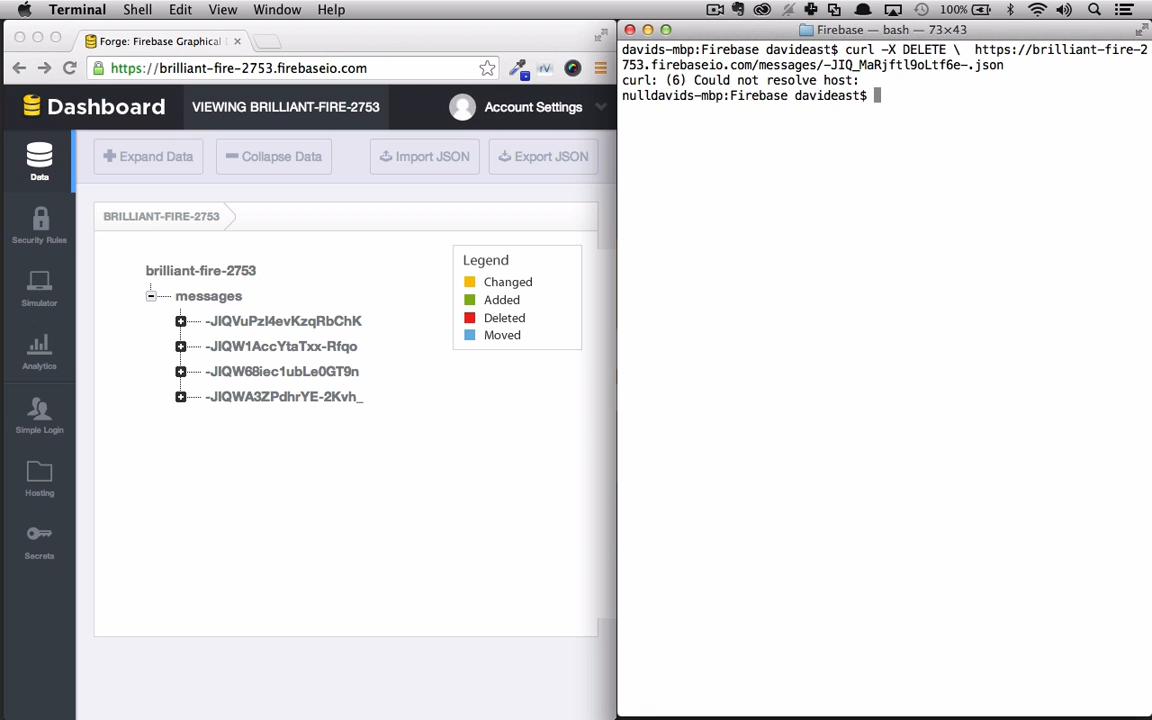 Terminal Shell Edit View Window Help 100%
Forge: Firebase Graphical
https://brilliant-fire-2753.firebaseio.com
Dashboard VIEWING BRILLIANT-FIRE-2753 Account Settings
Data
Security Rules
Simulator
Analytics
Simple Login
Hosting
Secrets
Expand Data Collapse Data Import JSON Export JSON
BRILLIANT-FIRE-2753
brilliant-fire-2753
messages
-JIQVuPzI4evKzqRbChK
-JIQW1AccYtaTxx-Rfqo
-JIQW68iec1ubLe0GT9n
-JIQWA3ZPdhrYE-2Kvh_
Legend
Changed
Added
Deleted
Moved
Firebase — bash — 73×43
davids-mbp:Firebase davideast$ curl -X DELETE \  https://brilliant-fire-2
753.firebaseio.com/messages/-JIQ_MaRjftl9oLtf6e-.json
curl: (6) Could not resolve host:
nulldavids-mbp:Firebase davideast$